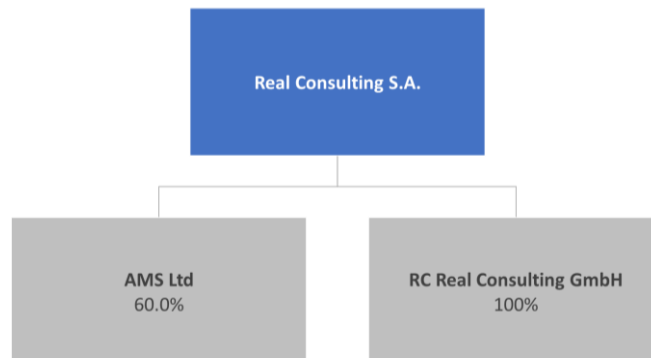 Real Consulting S.A.
AMS Ltd
60.0%
RC Real Consulting GmbH
100%